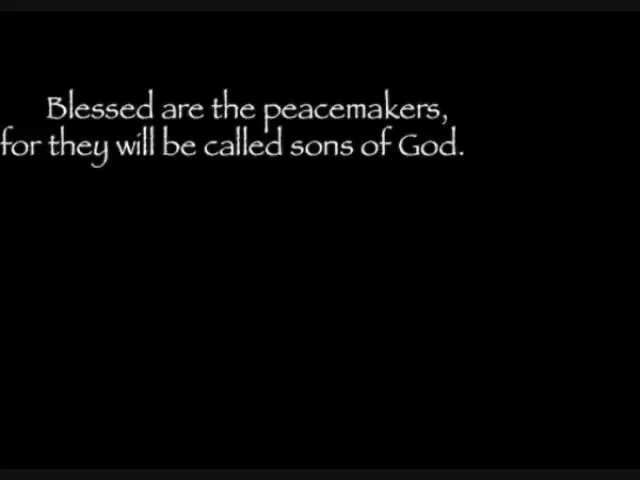 Blessed are the peacemakers,
for they will be called sons of God.